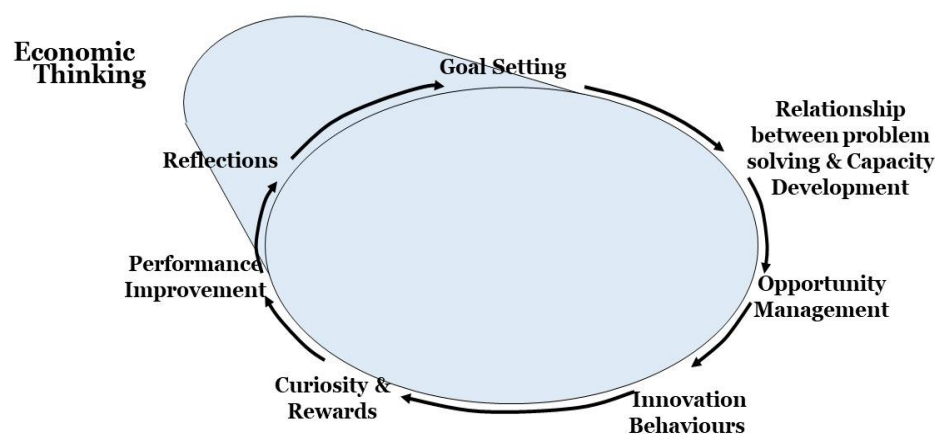 Economic
Thinking
Goal Setting
Relationship
between problem
solving & Capacity
Development
Opportunity
Management
Innovation
Behaviours
Curiosity &
Rewards
Performance
Improvement
Reflections